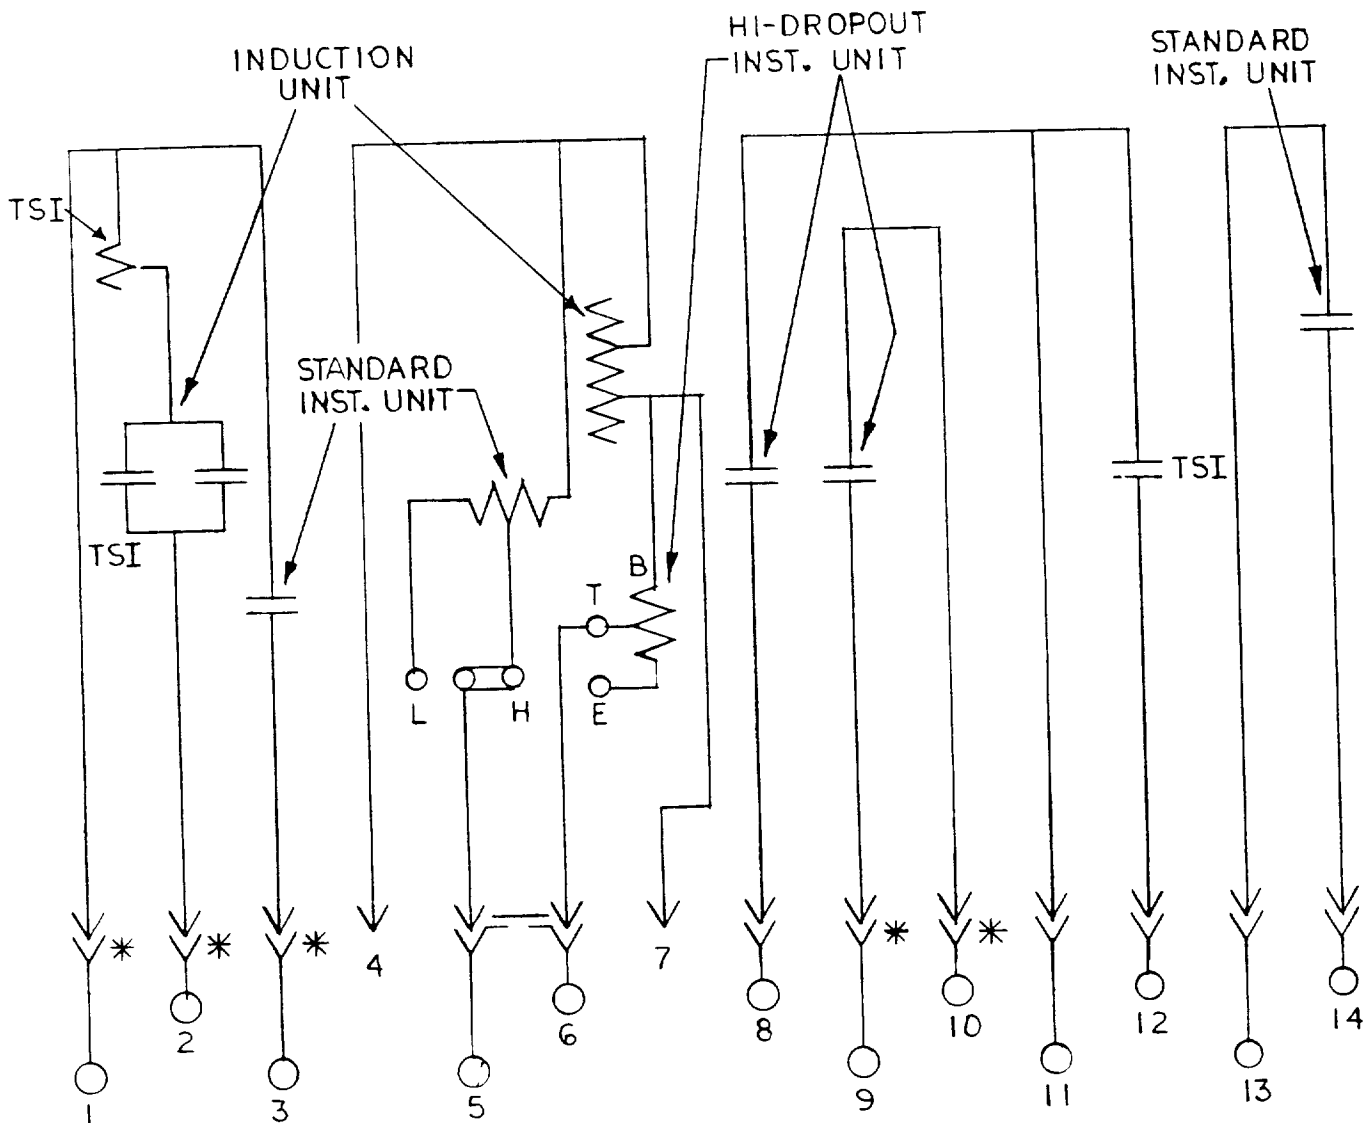 HI-DROPOUT
INST. UNIT
STANDARD
INST. UNIT
INDUCTION
UNIT
TSI
STANDARD
INST. UNIT
TSI
TSI
B
T
L
H
E
*
*
*
*
*
4
7
2
6
8
10
12
14
1
3
5
9
11
13